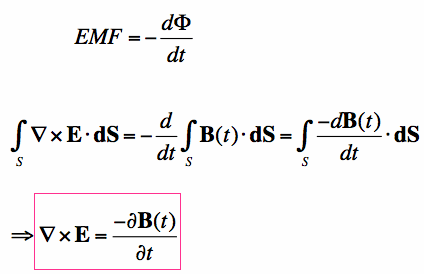 EMF = −dΦ/dt
∫_S ∇ × E · dS = −d/dt ∫_S B(t) · dS = ∫_S −dB(t)/dt · dS
⇒ ∇ × E = −∂B(t)/∂t